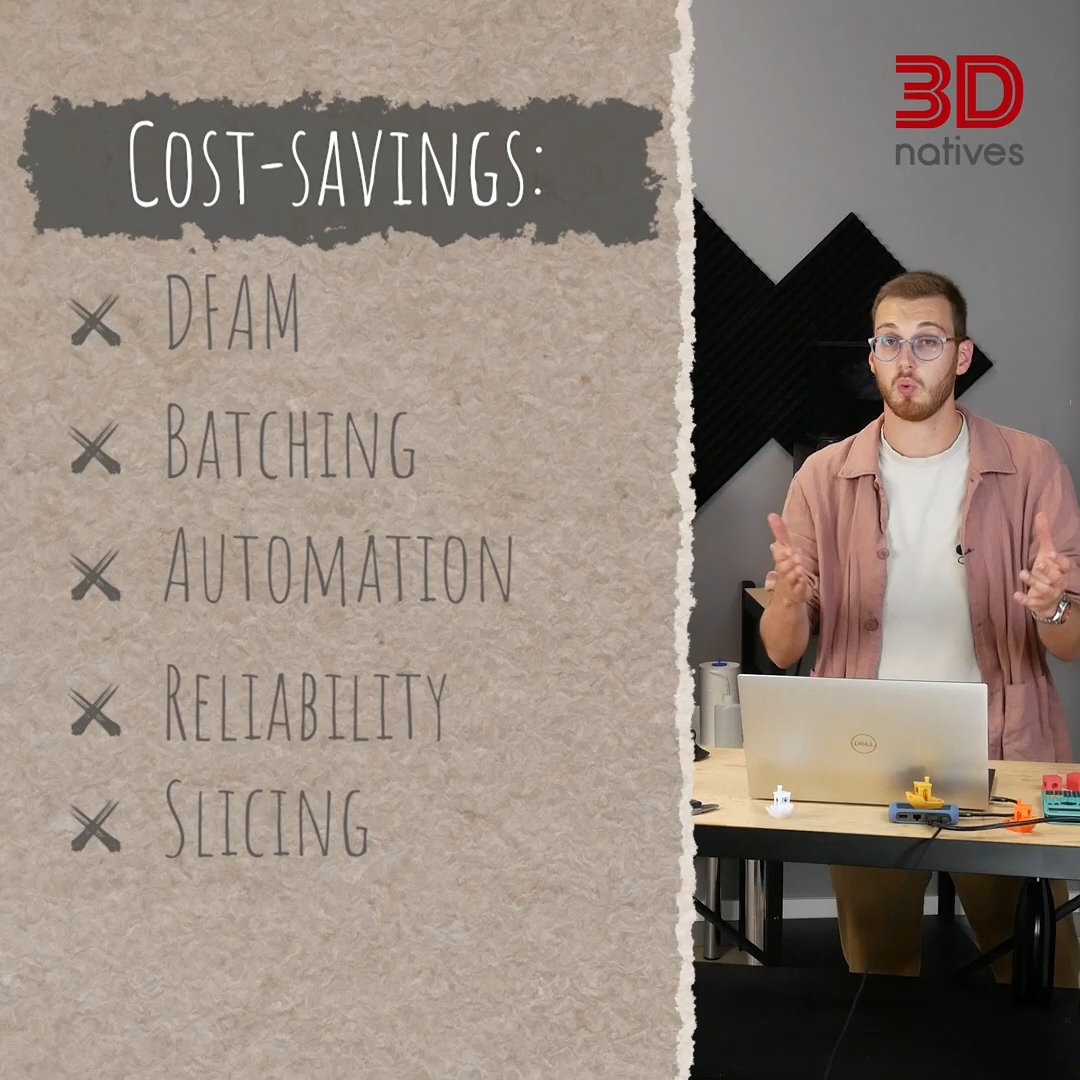 Cost-savings:
DFAM
Batching
Automation
Reliability
Slicing
3D
natives
DELL